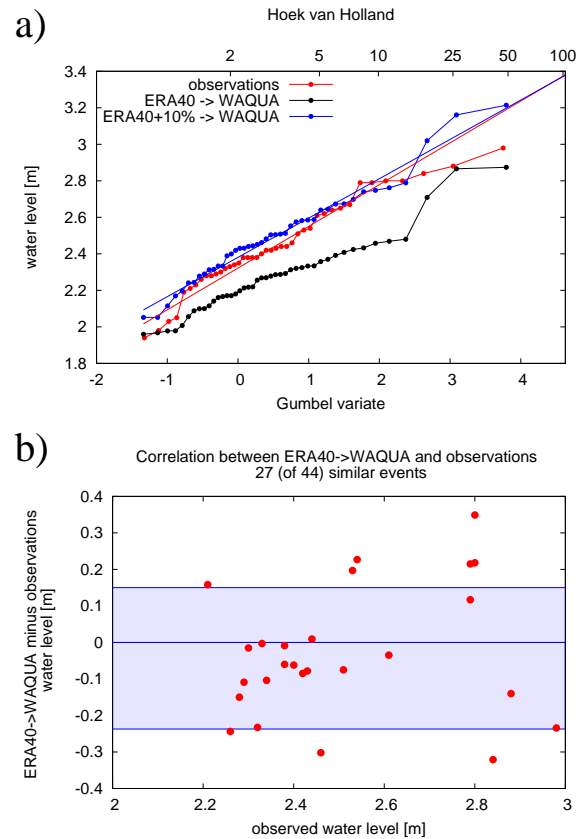 a)
Hoek van Holland
2 5 10 25 50 100
3.4
3.2
3
2.8
2.6
2.4
2.2
2
1.8
water level [m]
observations
ERA40 -> WAQUA
ERA40+10% -> WAQUA
-2 -1 0 1 2 3 4
Gumbel variate
b)
Correlation between ERA40->WAQUA and observations
27 (of 44) similar events
0.4
0.3
0.2
0.1
0
-0.1
-0.2
-0.3
-0.4
ERA40->WAQUA minus observations
water level [m]
2 2.2 2.4 2.6 2.8 3
observed water level [m]